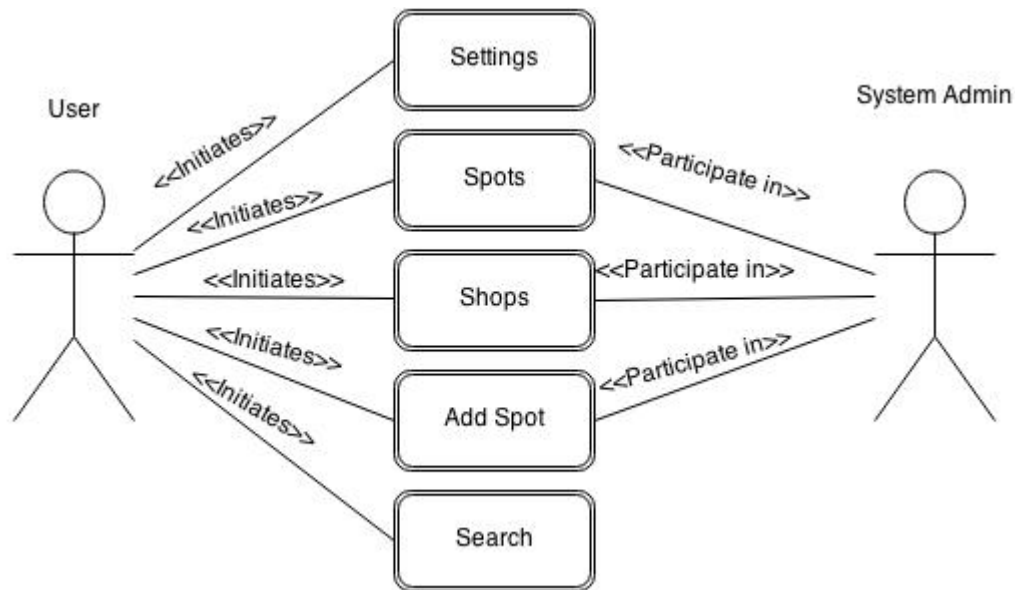 Settings
User
System Admin
<<Initiates>>
<<Participate in>>
Spots
<<Initiates>>
<<Initiates>>
<<Participate in>>
Shops
<<Initiates>>
<<Participate in>>
<<Initiates>>
Add Spot
Search